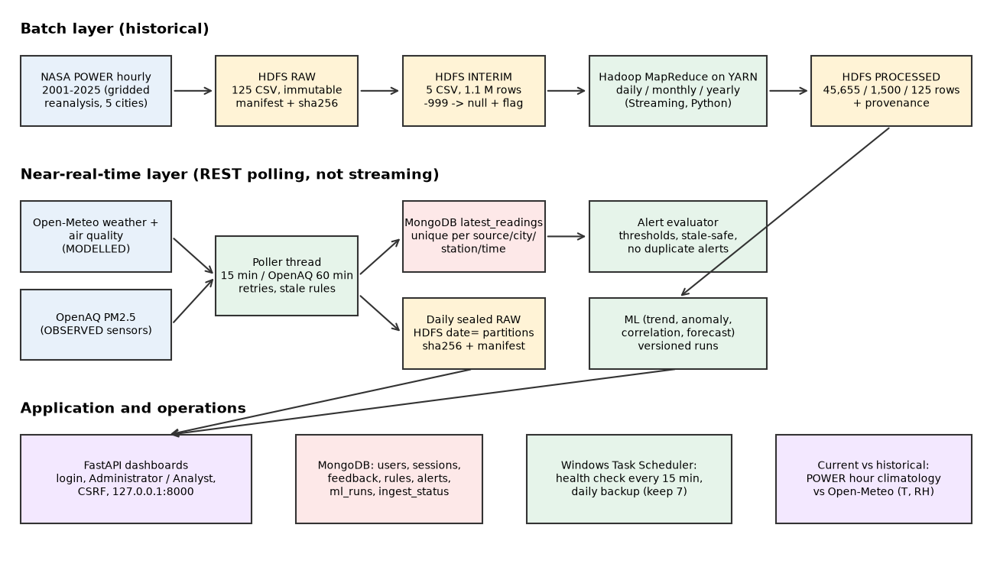 Batch layer (historical)
NASA POWER hourly
2001-2025 (gridded
reanalysis, 5 cities)
HDFS RAW
125 CSV, immutable
manifest + sha256
HDFS INTERIM
5 CSV, 1.1 M rows
-999 -> null + flag
Hadoop MapReduce on YARN
daily / monthly / yearly
(Streaming, Python)
HDFS PROCESSED
45,655 / 1,500 / 125 rows
+ provenance
Near-real-time layer (REST polling, not streaming)
Open-Meteo weather +
air quality
(MODELLED)
OpenAQ PM2.5
(OBSERVED sensors)
Poller thread
15 min / OpenAQ 60 min
retries, stale rules
MongoDB latest_readings
unique per source/city/
station/time
Alert evaluator
thresholds, stale-safe,
no duplicate alerts
Daily sealed RAW
HDFS date= partitions
sha256 + manifest
ML (trend, anomaly,
correlation, forecast)
versioned runs
Application and operations
FastAPI dashboards
login, Administrator / Analyst,
CSRF, 127.0.0.1:8000
MongoDB: users, sessions,
feedback, rules, alerts,
ml_runs, ingest_status
Windows Task Scheduler:
health check every 15 min,
daily backup (keep 7)
Current vs historical:
POWER hour climatology
vs Open-Meteo (T, RH)